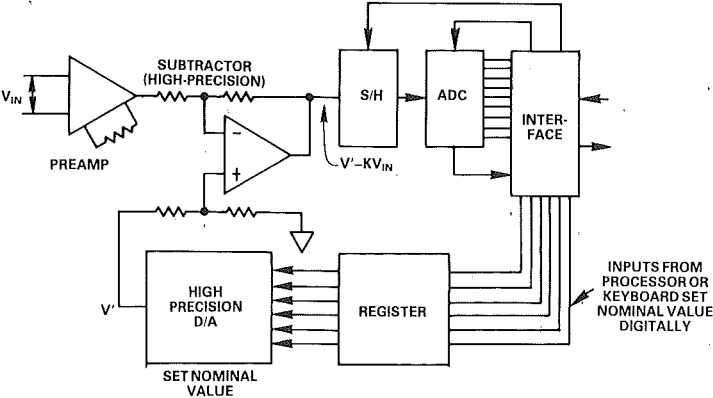 SUBTRACTOR
(HIGH-PRECISION)
VIN
PREAMP
−
+
V'−KVIN
S/H
ADC
INTER-
FACE
V'
HIGH
PRECISION
D/A
SET NOMINAL
VALUE
REGISTER
INPUTS FROM
PROCESSOR OR
KEYBOARD SET
NOMINAL VALUE
DIGITALLY